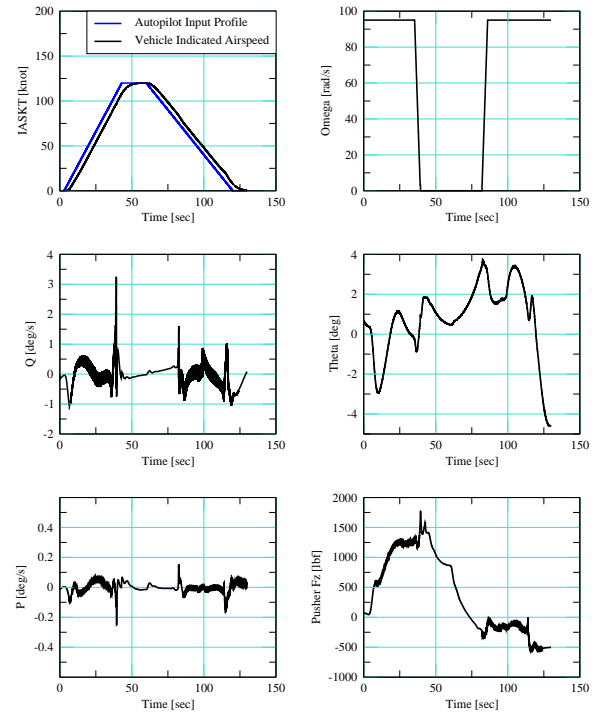 Autopilot Input Profile
Vehicle Indicated Airspeed
200
150
100
50
0
IASKT [knot]
0 50 100 150
Time [sec]
100
80
60
40
20
0
Omega [rad/s]
0 50 100 150
Time [sec]
4
3
2
1
0
-1
-2
Q [deg/s]
0 50 100 150
Time [sec]
4
2
0
-2
-4
Theta [deg]
0 50 100 150
Time [sec]
0.4
0.2
0
-0.2
-0.4
P [deg/s]
0 50 100 150
Time [sec]
2000
1500
1000
500
0
-500
-1000
Pusher Fz [lbf]
0 50 100 150
Time [sec]